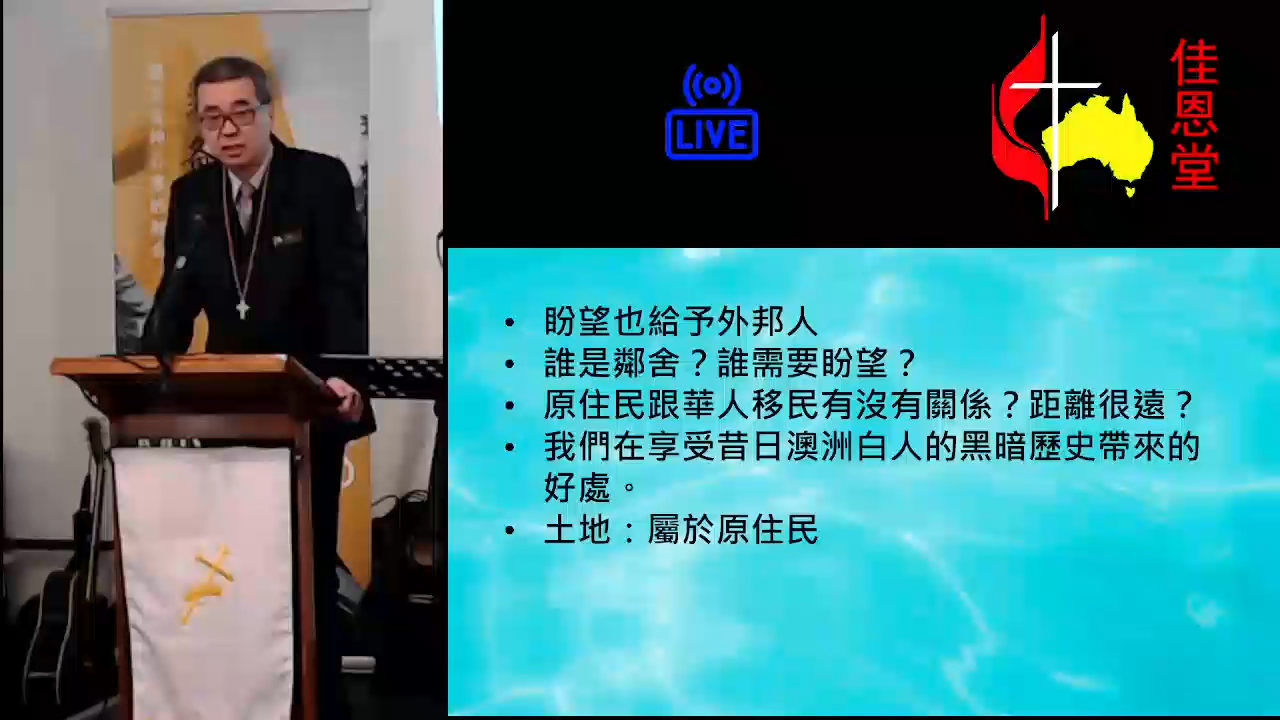 LIVE
佳恩堂
• 盼望也給予外邦人
• 誰是鄰舍？誰需要盼望？
• 原住民跟華人移民有沒有關係？距離很遠？
• 我們在享受昔日澳洲白人的黑暗歷史帶來的
好處。
• 土地：屬於原住民